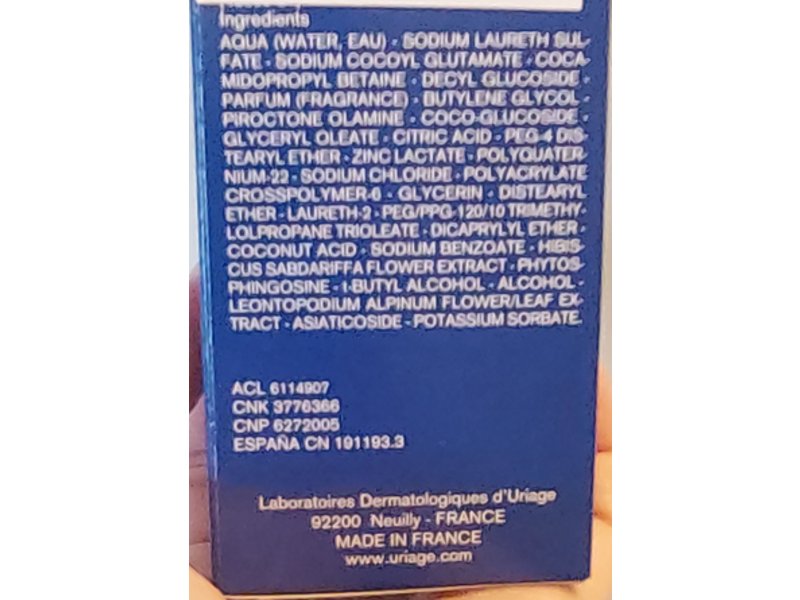 Ingredients
AQUA (WATER, EAU) - SODIUM LAURETH SUL-
FATE - SODIUM COCOYL GLUTAMATE - COCA-
MIDOPROPYL BETAINE - DECYL GLUCOSIDE -
PARFUM (FRAGRANCE) - BUTYLENE GLYCOL -
PIROCTONE OLAMINE - COCO-GLUCOSIDE -
GLYCERYL OLEATE - CITRIC ACID - PEG-4 DIS-
TEARYL ETHER - ZINC LACTATE - POLYQUATER-
NIUM-22 - SODIUM CHLORIDE - POLYACRYLATE
CROSSPOLYMER-6 - GLYCERIN - DISTEARYL
ETHER - LAURETH-2 - PEG/PPG-120/10 TRIMETHY-
LOLPROPANE TRIOLEATE - DICAPRYLYL ETHER -
COCONUT ACID - SODIUM BENZOATE - HIBIS-
CUS SABDARIFFA FLOWER EXTRACT - PHYTOS-
PHINGOSINE - t-BUTYL ALCOHOL - ALCOHOL -
LEONTOPODIUM ALPINUM FLOWER/LEAF EX-
TRACT - ASIATICOSIDE - POTASSIUM SORBATE.
ACL 6114907
CNK 3776366
CNP 6272005
ESPAÑA CN 191193.3
Laboratoires Dermatologiques d'Uriage
92200 Neuilly - FRANCE
MADE IN FRANCE
www.uriage.com